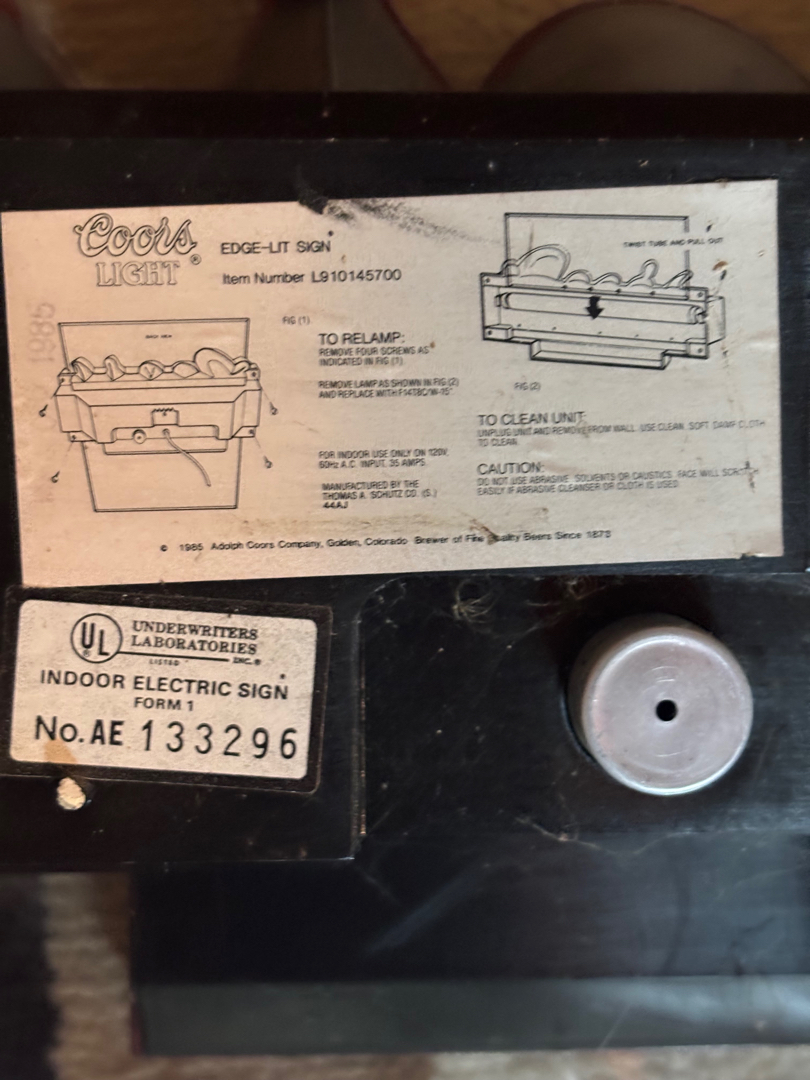 Coors
LIGHT®
EDGE-LIT SIGN
Item Number L910145700
1985
BACK VIEW
FIG (1)
TO RELAMP:
REMOVE FOUR SCREWS AS
INDICATED IN FIG (1)
REMOVE LAMP AS SHOWN IN FIG (2)
AND REPLACE WITH
FOR INDOOR USE ONLY ON 120V.
60Hz A.C. INPUT, 35 AMPS.
MANUFACTURED BY THE
THOMAS A. SCHUTZ CO. (S.)
44AJ
TWIST TUBE AND PULL OUT
FIG (2)
TO CLEAN UNIT:
UNPLUG UNIT AND REMOVE FROM WALL. USE CLEAN, SOFT, DAMP CLOTH
TO CLEAN.
CAUTION:
DO NOT USE ABRASIVE, SOLVENTS OR CAUSTICS. FACE WILL SCRATCH
EASILY IF ABRASIVE CLEANSER OR CLOTH IS USED.
© 1985 Adolph Coors Company, Golden, Colorado Brewer of Fine Quality Beers Since 1873
UL®
UNDERWRITERS
LABORATORIES
LISTED INC.®
INDOOR ELECTRIC SIGN
FORM 1
No. AE 133296